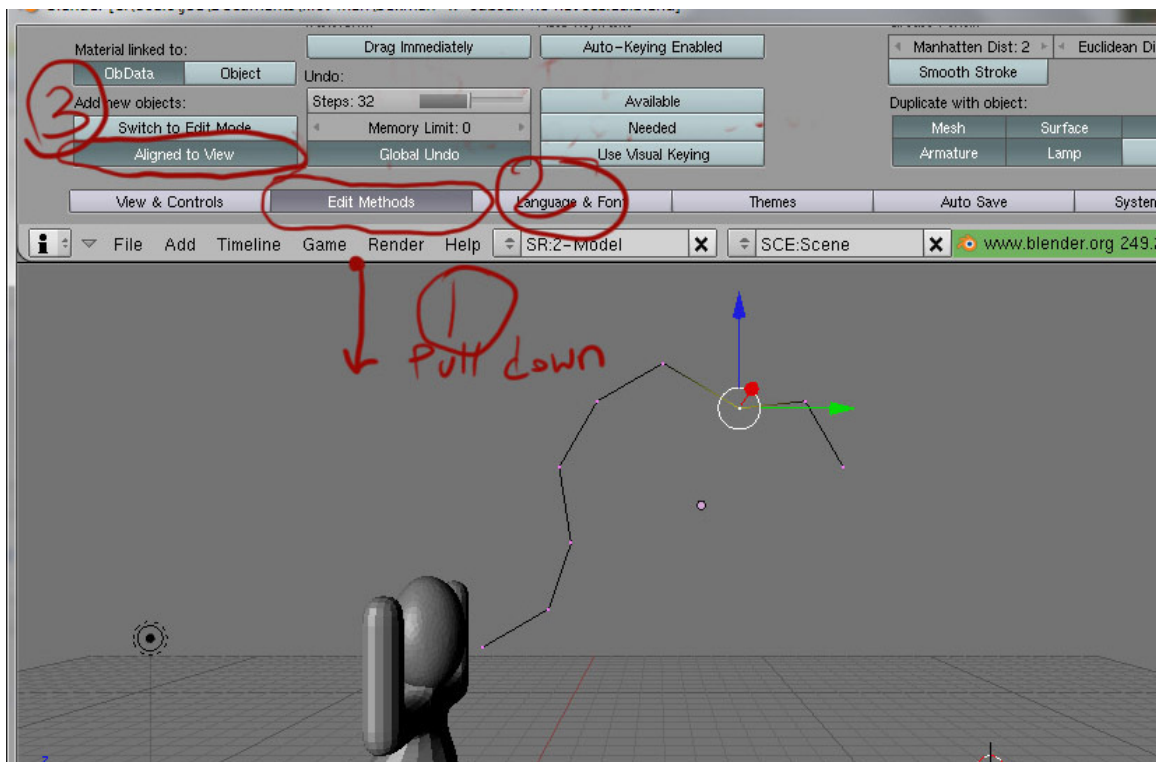 Material linked to:
Drag Immediately
Auto-Keying Enabled
Manhatten Dist: 2
Euclidean Di
ObData
Object
Undo:
Smooth Stroke
3
Add new objects:
Steps: 32
Available
Duplicate with object:
Switch to Edit Mode
Memory Limit: 0
Needed
Mesh
Surface
Aligned to View
Global Undo
Use Visual Keying
Armature
Lamp
2
View & Controls
Edit Methods
Language & Font
Themes
Auto Save
System
File Add Timeline Game Render Help
SR:2-Model
SCE:Scene
www.blender.org 249.
1
Pull down
z